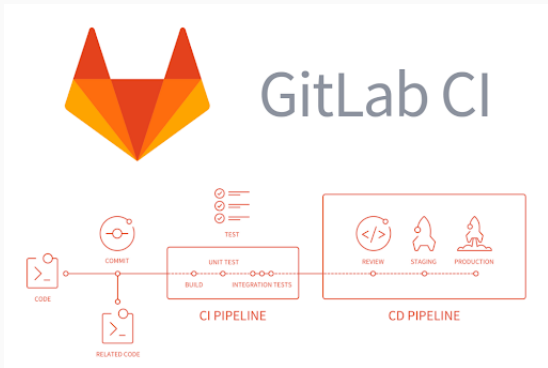 GitLab CI
TEST
COMMIT
UNIT TEST
REVIEW
STAGING
PRODUCTION
BUILD
INTEGRATION TESTS
CODE
CI PIPELINE
CD PIPELINE
RELATED CODE